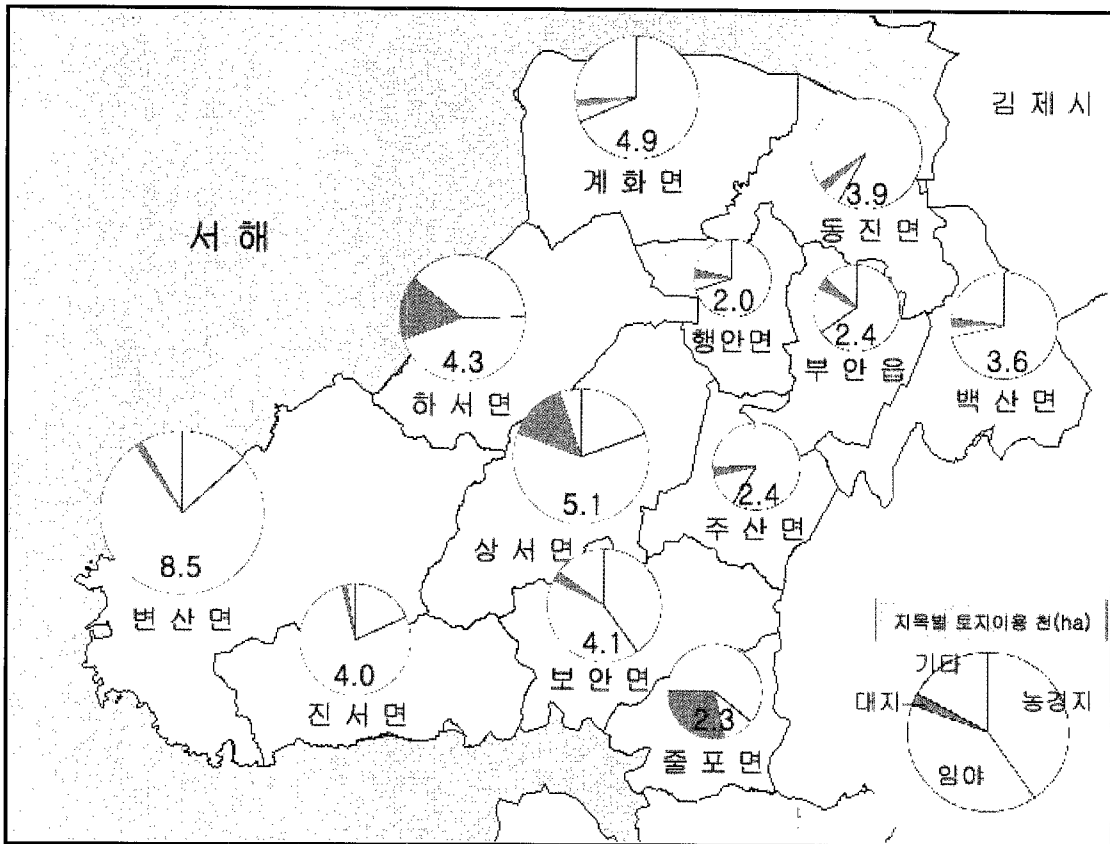 김 제 시
4.9
계 화 면
3.9
동 진 면
서 해
2.0
행안면
2.4
부 안 읍
3.6
백 산 면
4.3
하 서 면
5.1
상 서 면
2.4
주 산 면
8.5
변 산 면
4.0
진 서 면
4.1
보 안 면
2.3
줄 포 면
지목별 토지이용 천(ha)
기타
대지
농경지
임야